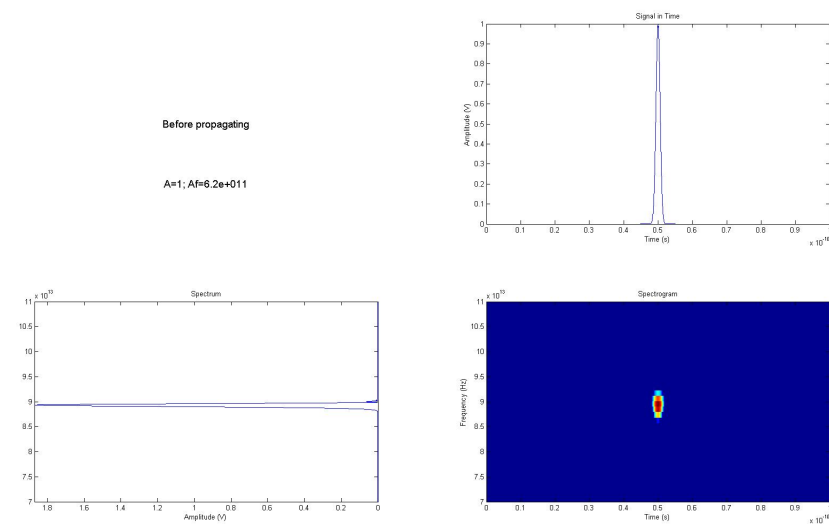 Signal in Time
1
0.9
0.8
0.7
0.6
0.5
0.4
0.3
0.2
0.1
0
Amplitude (V)
0 0.1 0.2 0.3 0.4 0.5 0.6 0.7 0.8 0.9
Time (s)
Before propagating
A=1; Af=6.2e+011
Spectrum
x 10^13
11
10.5
10
9.5
9
8.5
8
7.5
7
1.8 1.6 1.4 1.2 1 0.8 0.6 0.4 0.2 0
Amplitude (V)
Spectrogram
x 10^13
11
10.5
10
9.5
9
8.5
8
7.5
7
Frequency (Hz)
0 0.1 0.2 0.3 0.4 0.5 0.6 0.7 0.8 0.9
Time (s)